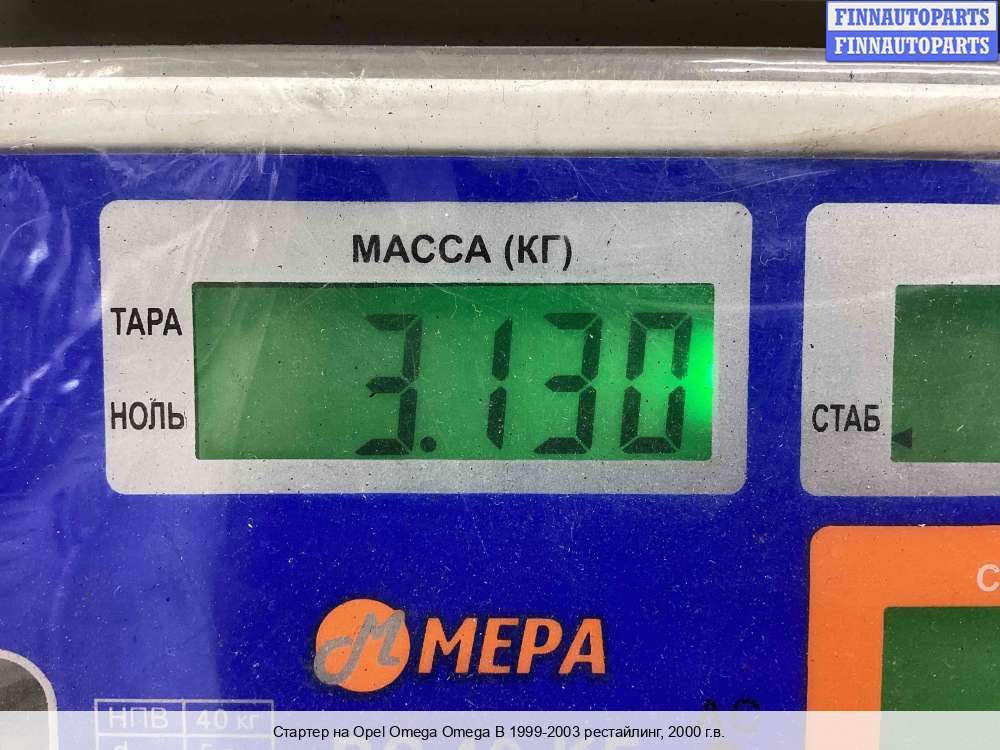 FINNAUTOPARTS
FINNAUTOPARTS
МАССА (КГ)
ТАРА
3.130
НОЛЬ
СТАБ
С
М МЕРА
НПВ 40 кг
Стартер на Opel Omega Omega B 1999-2003 рестайлинг, 2000 г.в.